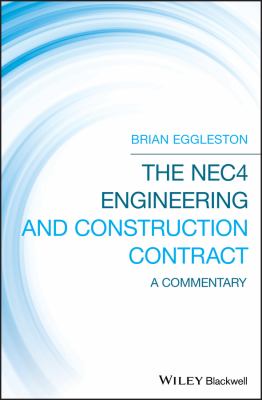 BRIAN EGGLESTON
THE NEC4
ENGINEERING
AND CONSTRUCTION
CONTRACT
A COMMENTARY
WILEY Blackwell